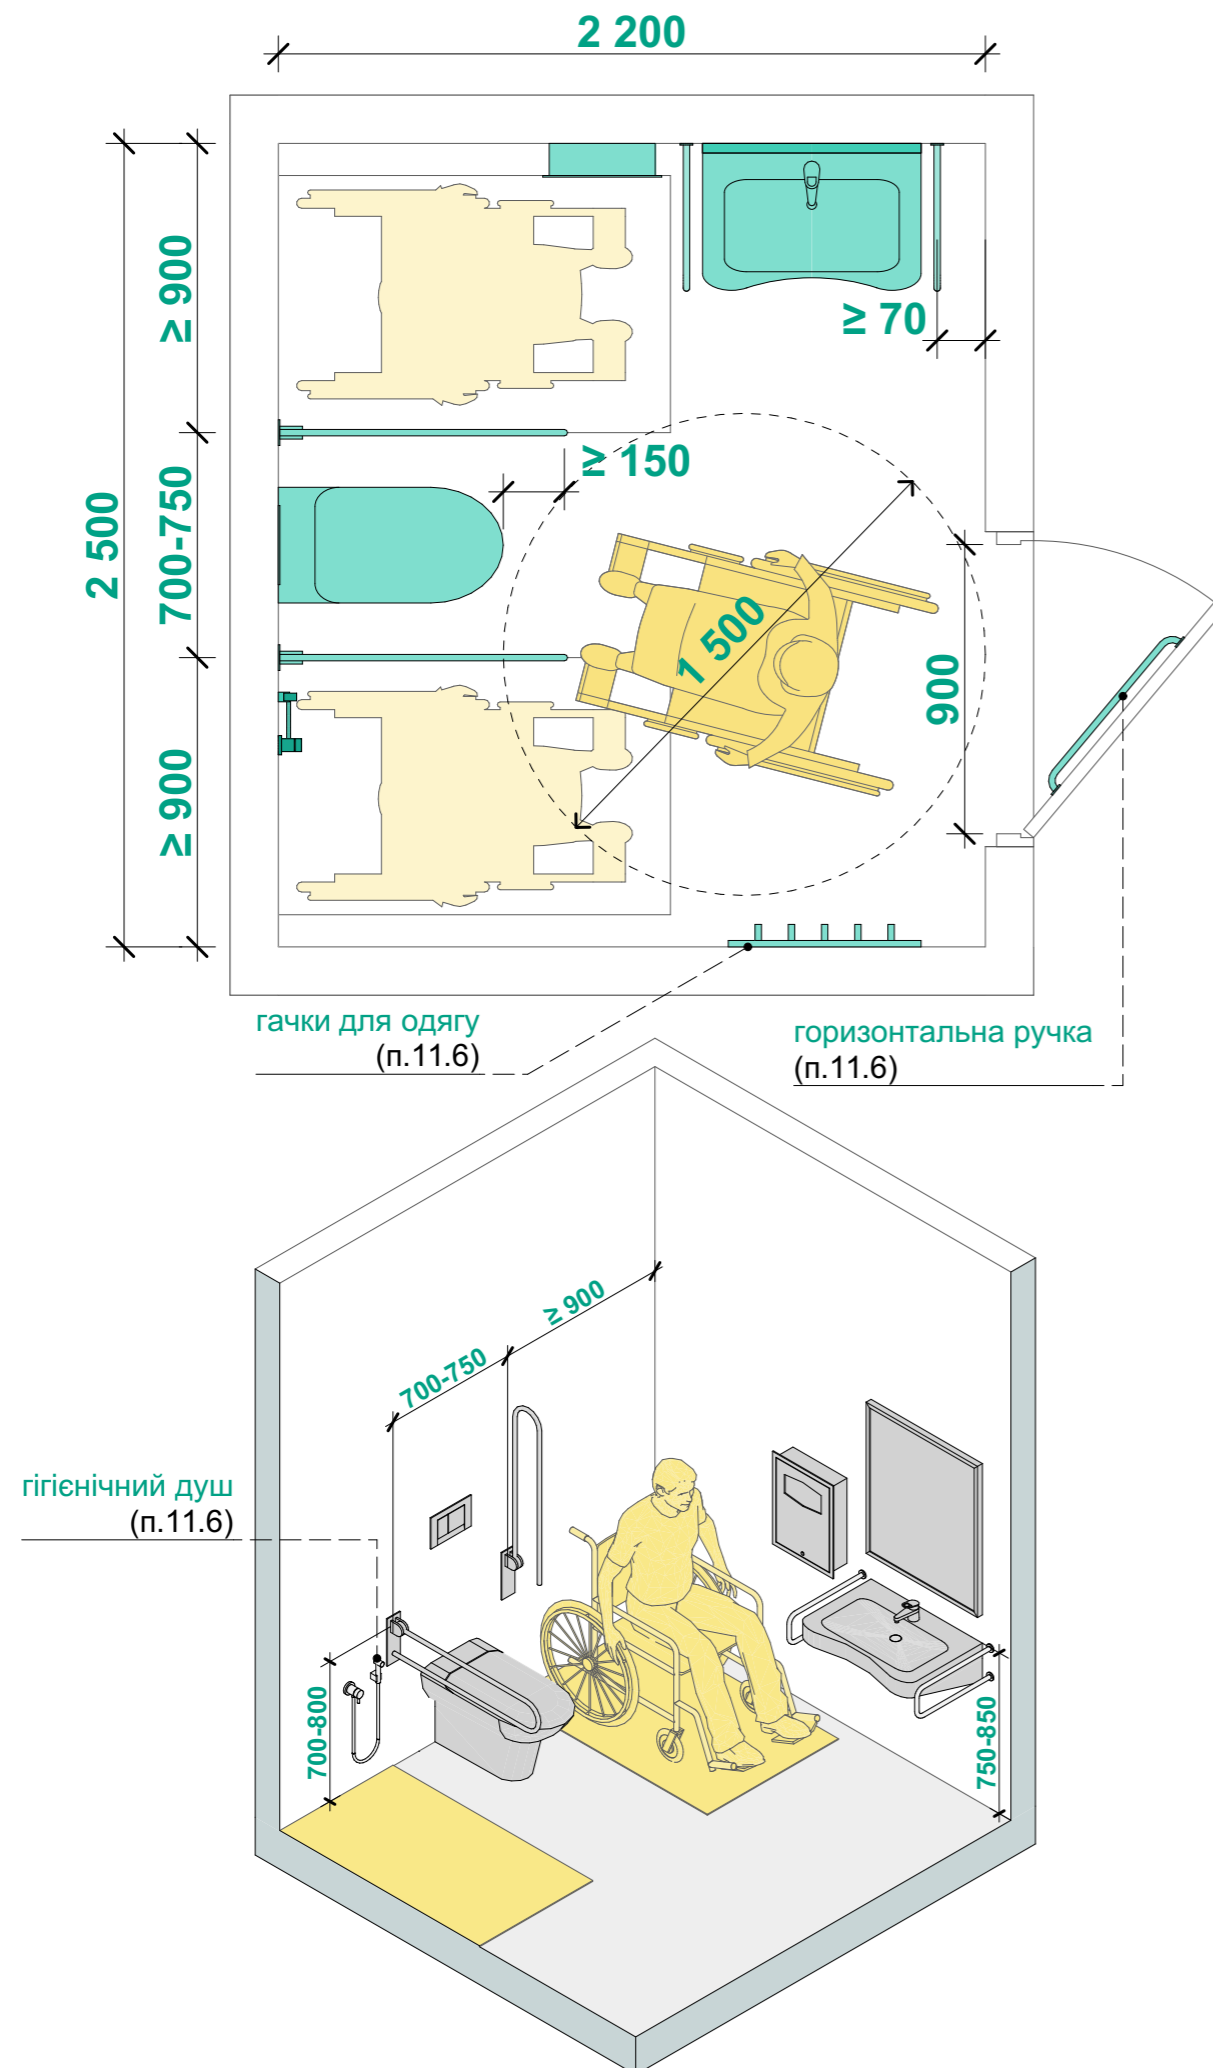 2 200
≥ 900
≥ 70
≥ 150
2 500
700-750
1 500
900
≥ 900
гачки для одягу
(п.11.6)
горизонтальна ручка
(п.11.6)
≥ 900
700-750
гігієнічний душ
(п.11.6)
700-800
750-850